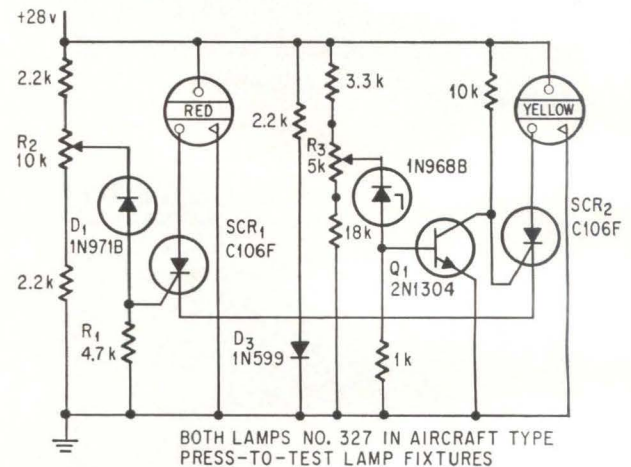 +28v
2.2k
R2
10k
2.2k
D1
1N971B
R1
4.7k
RED
SCR1
C106F
2.2k
D3
1N599
3.3k
R3
5k
18k
1N968B
Q1
2N1304
1k
10k
YELLOW
SCR2
C106F
BOTH LAMPS NO. 327 IN AIRCRAFT TYPE
PRESS-TO-TEST LAMP FIXTURES